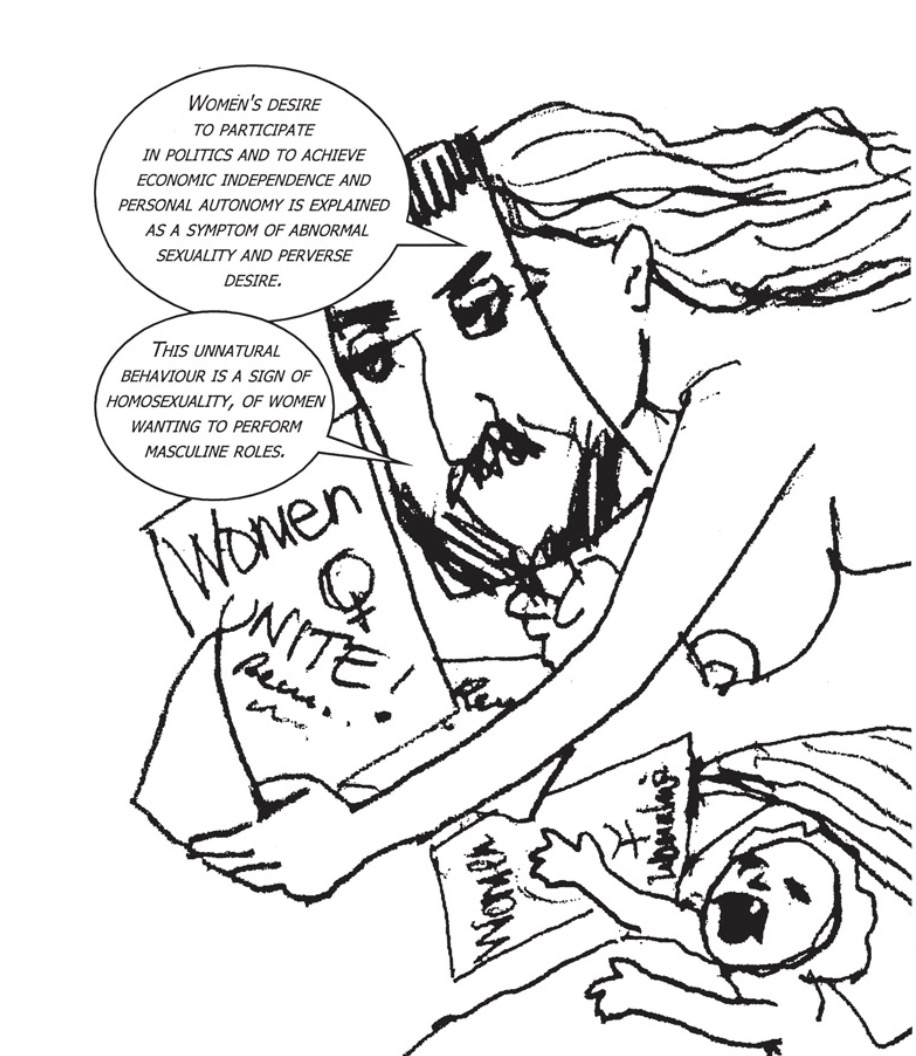 WOMEN'S DESIRE
TO PARTICIPATE
IN POLITICS AND TO ACHIEVE
ECONOMIC INDEPENDENCE AND
PERSONAL AUTONOMY IS EXPLAINED
AS A SYMPTOM OF ABNORMAL
SEXUALITY AND PERVERSE
DESIRE.
THIS UNNATURAL
BEHAVIOUR IS A SIGN OF
HOMOSEXUALITY, OF WOMEN
WANTING TO PERFORM
MASCULINE ROLES.
Women
♀
UNITE!
Women
+